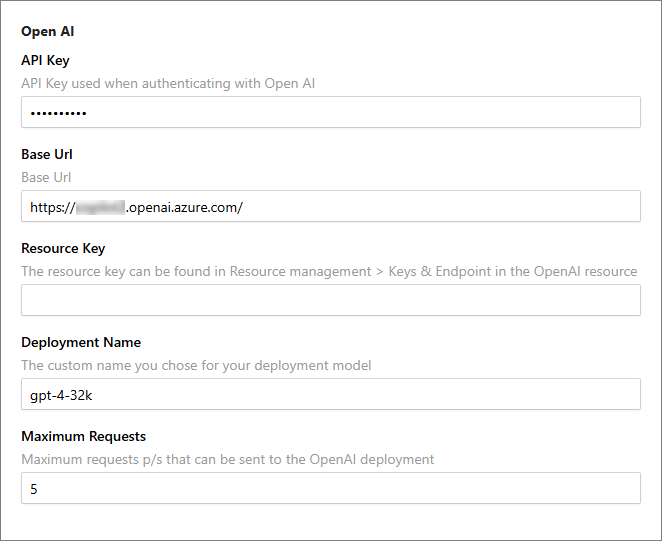 Open AI
API Key
API Key used when authenticating with Open AI
••••••••••
Base Url
Base Url
https://.openai.azure.com/
Resource Key
The resource key can be found in Resource management > Keys & Endpoint in the OpenAI resource
Deployment Name
The custom name you chose for your deployment model
gpt-4-32k
Maximum Requests
Maximum requests p/s that can be sent to the OpenAI deployment
5